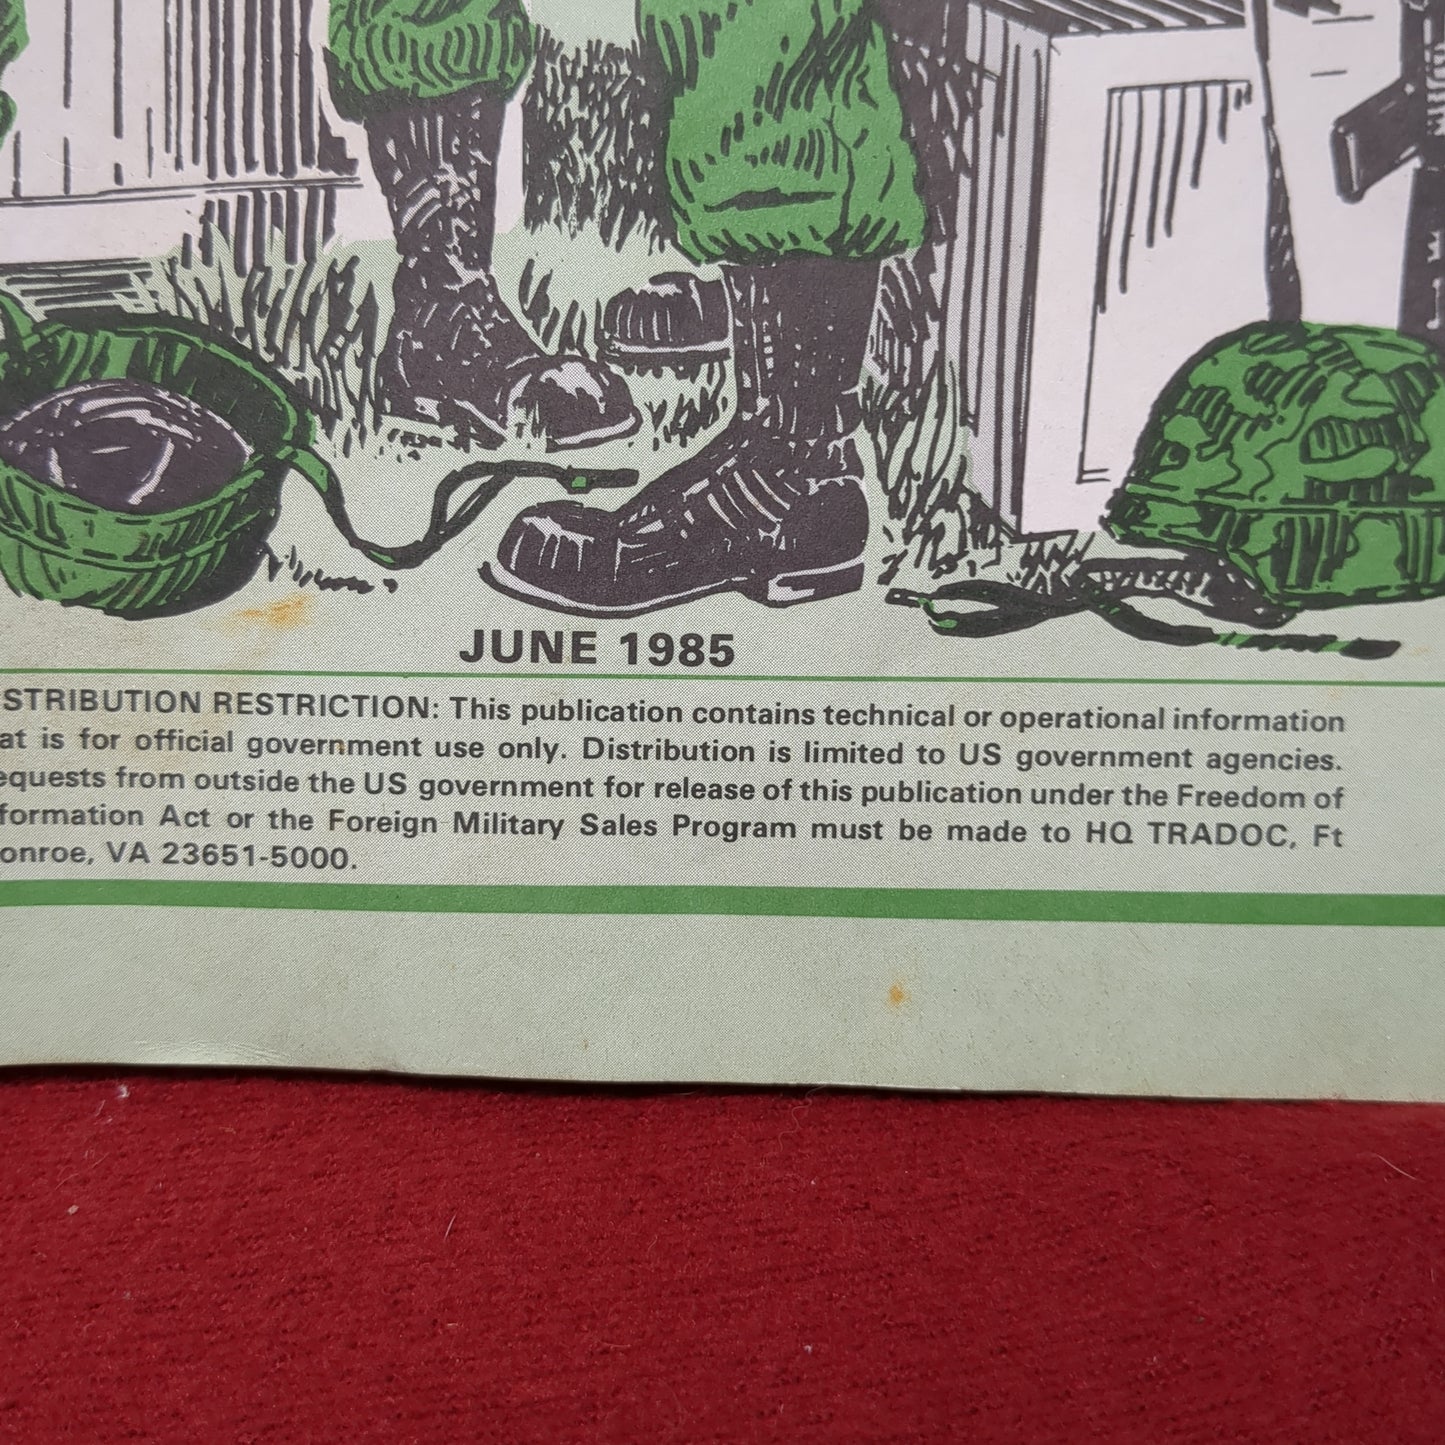 JUNE 1985
STRIBUTION RESTRICTION: This publication contains technical or operational information
at is for official government use only. Distribution is limited to US government agencies.
equests from outside the US government for release of this publication under the Freedom of
formation Act or the Foreign Military Sales Program must be made to HQ TRADOC, Ft
onroe, VA 23651-5000.